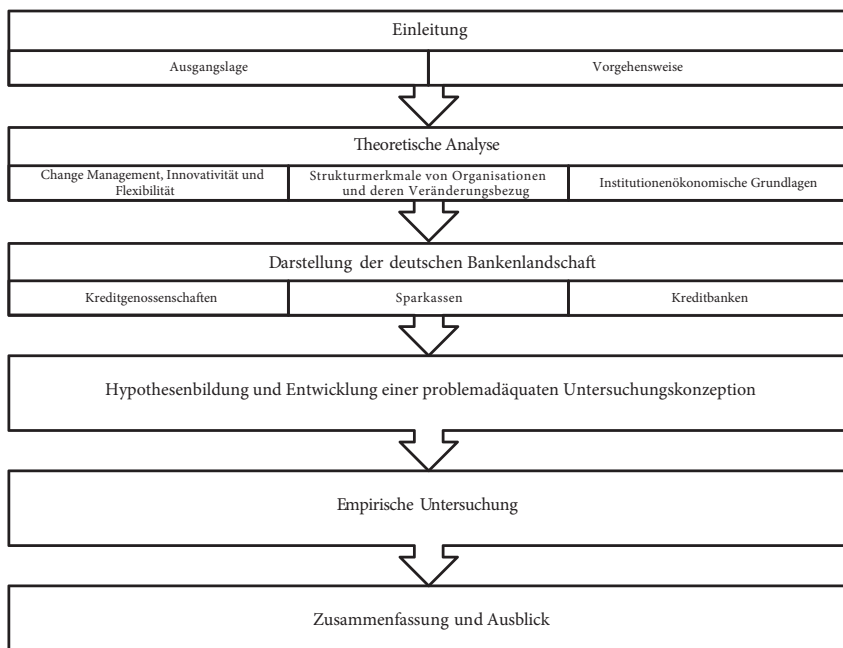 Einleitung
Ausgangslage
Vorgehensweise
Theoretische Analyse
Change Management, Innovativität und
Flexibilität
Strukturmerkmale von Organisationen
und deren Veränderungsbezug
Institutionenökonomische Grundlagen
Darstellung der deutschen Bankenlandschaft
Kreditgenossenschaften
Sparkassen
Kreditbanken
Hypothesenbildung und Entwicklung einer problemadäquaten Untersuchungskonzeption
Empirische Untersuchung
Zusammenfassung und Ausblick